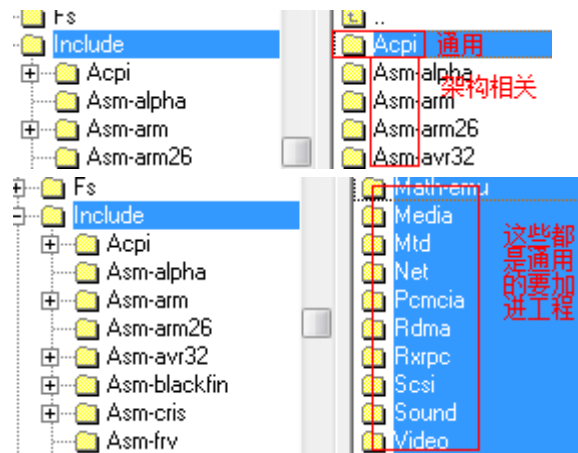 Fs
Include
Acpi
Asm-alpha
Asm-arm
Asm-arm26
..
Acpi 通用
Asm-alpha
架构相关
Asm-arm
Asm-arm26
Asm-avr32
Fs
Include
Acpi
Asm-alpha
Asm-arm
Asm-arm26
Asm-avr32
Asm-blackfin
Asm-cris
Asm-frv
Math-emu
Media
Mtd
Net
Pcmcia
Rdma
Rxrpc
Scsi
Sound
Video
这些都
是通用
的要加
进工程